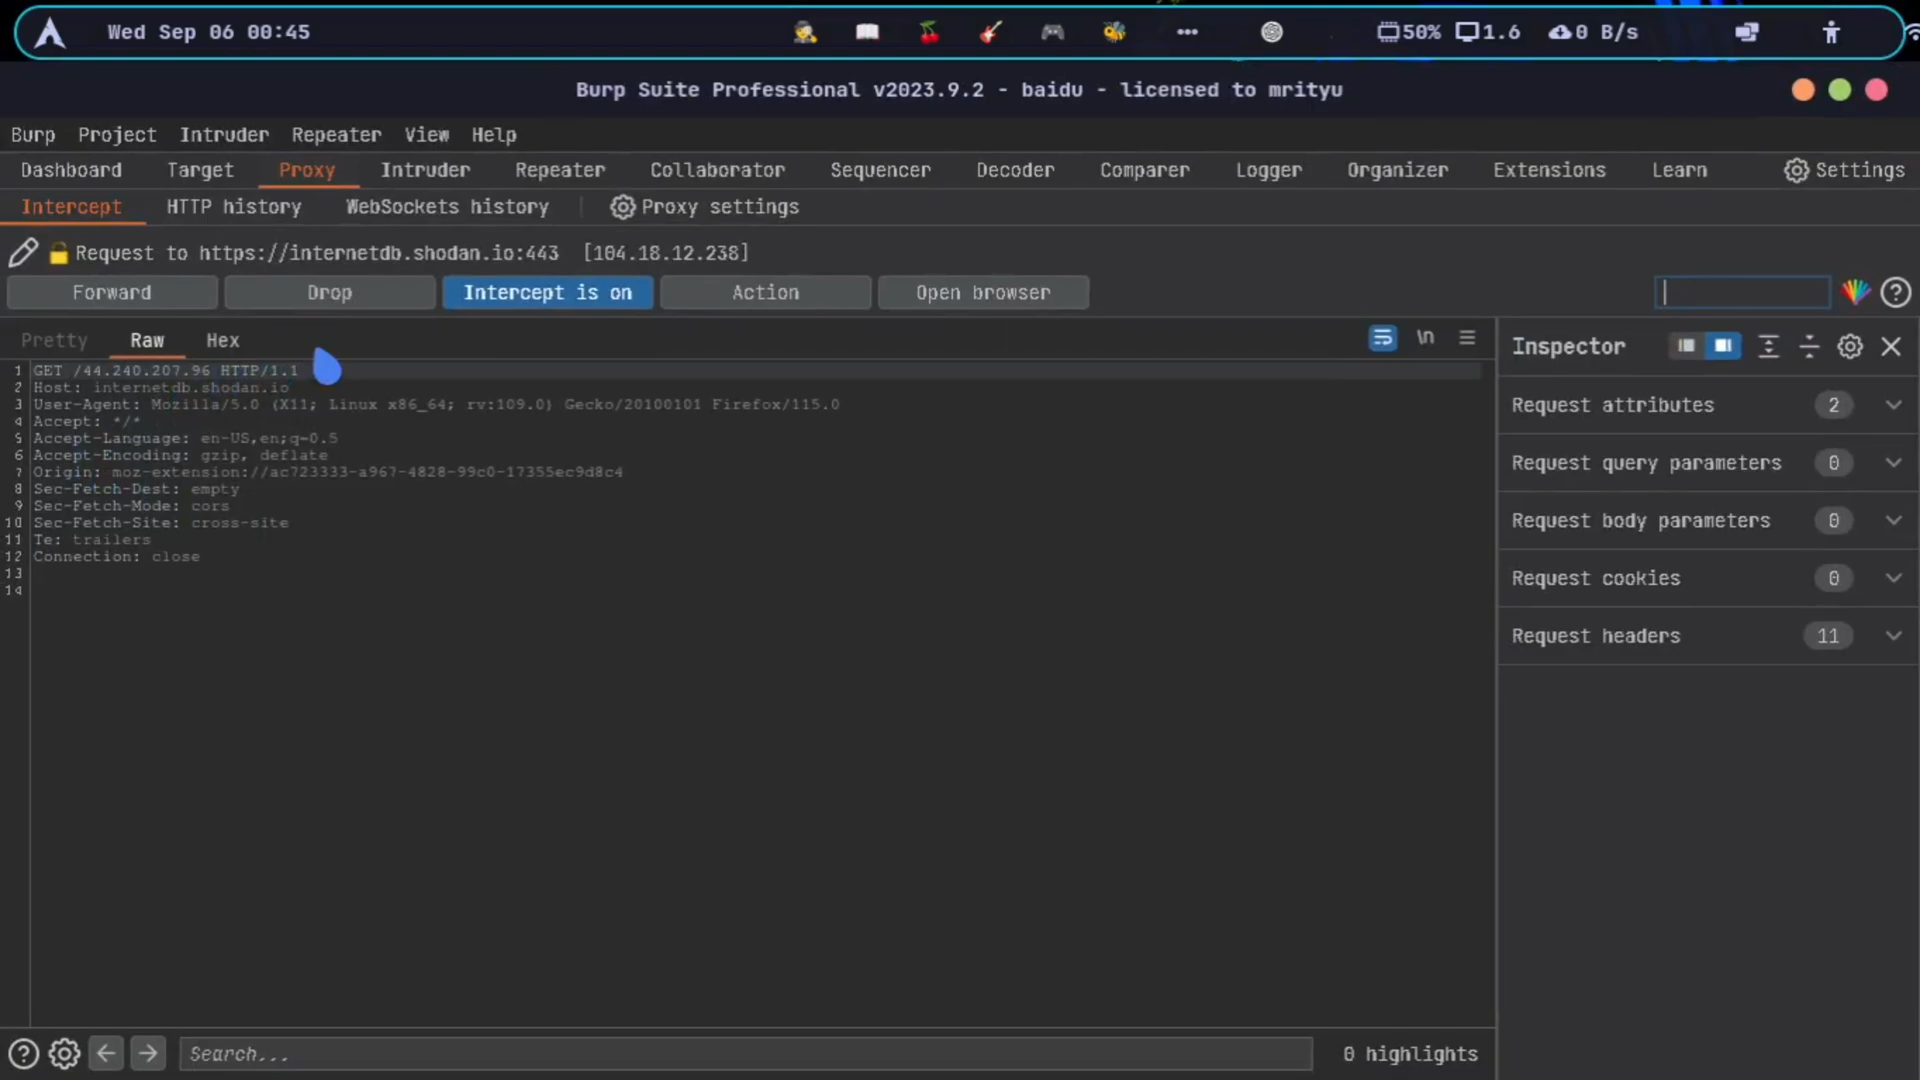 Wed Sep 06 00:45
50% 1.6 0 B/s
Burp Suite Professional v2023.9.2 - baidu - licensed to mrityu
Burp Project Intruder Repeater View Help
Dashboard Target Proxy Intruder Repeater Collaborator Sequencer Decoder Comparer Logger Organizer Extensions Learn Settings
Intercept HTTP history WebSockets history Proxy settings
Request to https://internetdb.shodan.io:443 [104.18.12.238]
Forward Drop Intercept is on Action Open browser
Pretty Raw Hex \n
Inspector
1 GET /44.240.207.96 HTTP/1.1
2 Host: internetdb.shodan.io
3 User-Agent: Mozilla/5.0 (X11; Linux x86_64; rv:109.0) Gecko/20100101 Firefox/115.0
4 Accept: */*
5 Accept-Language: en-US,en;q=0.5
6 Accept-Encoding: gzip, deflate
7 Origin: moz-extension://ac723333-a967-4828-99c0-17355ec9d8c4
8 Sec-Fetch-Dest: empty
9 Sec-Fetch-Mode: cors
10 Sec-Fetch-Site: cross-site
11 Te: trailers
12 Connection: close
13
14
Request attributes 2
Request query parameters 0
Request body parameters 0
Request cookies 0
Request headers 11
Search...
0 highlights